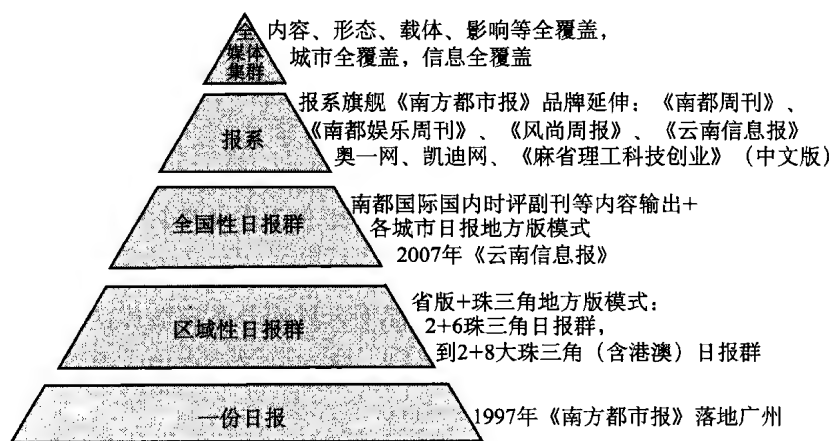 全
媒体
集群
内容、形态、载体、影响等全覆盖,
城市全覆盖,信息全覆盖
报系
报系旗舰《南方都市报》品牌延伸:《南都周刊》、
《南都娱乐周刊》、《风尚周报》、《云南信息报》
奥一网、凯迪网、《麻省理工科技创业》(中文版)
全国性日报群
南都国际国内时评副刊等内容输出+
各城市日报地方版模式
2007年《云南信息报》
区域性日报群
省版+珠三角地方版模式:
2+6珠三角日报群,
到2+8大珠三角(含港澳)日报群
一份日报
1997年《南方都市报》落地广州